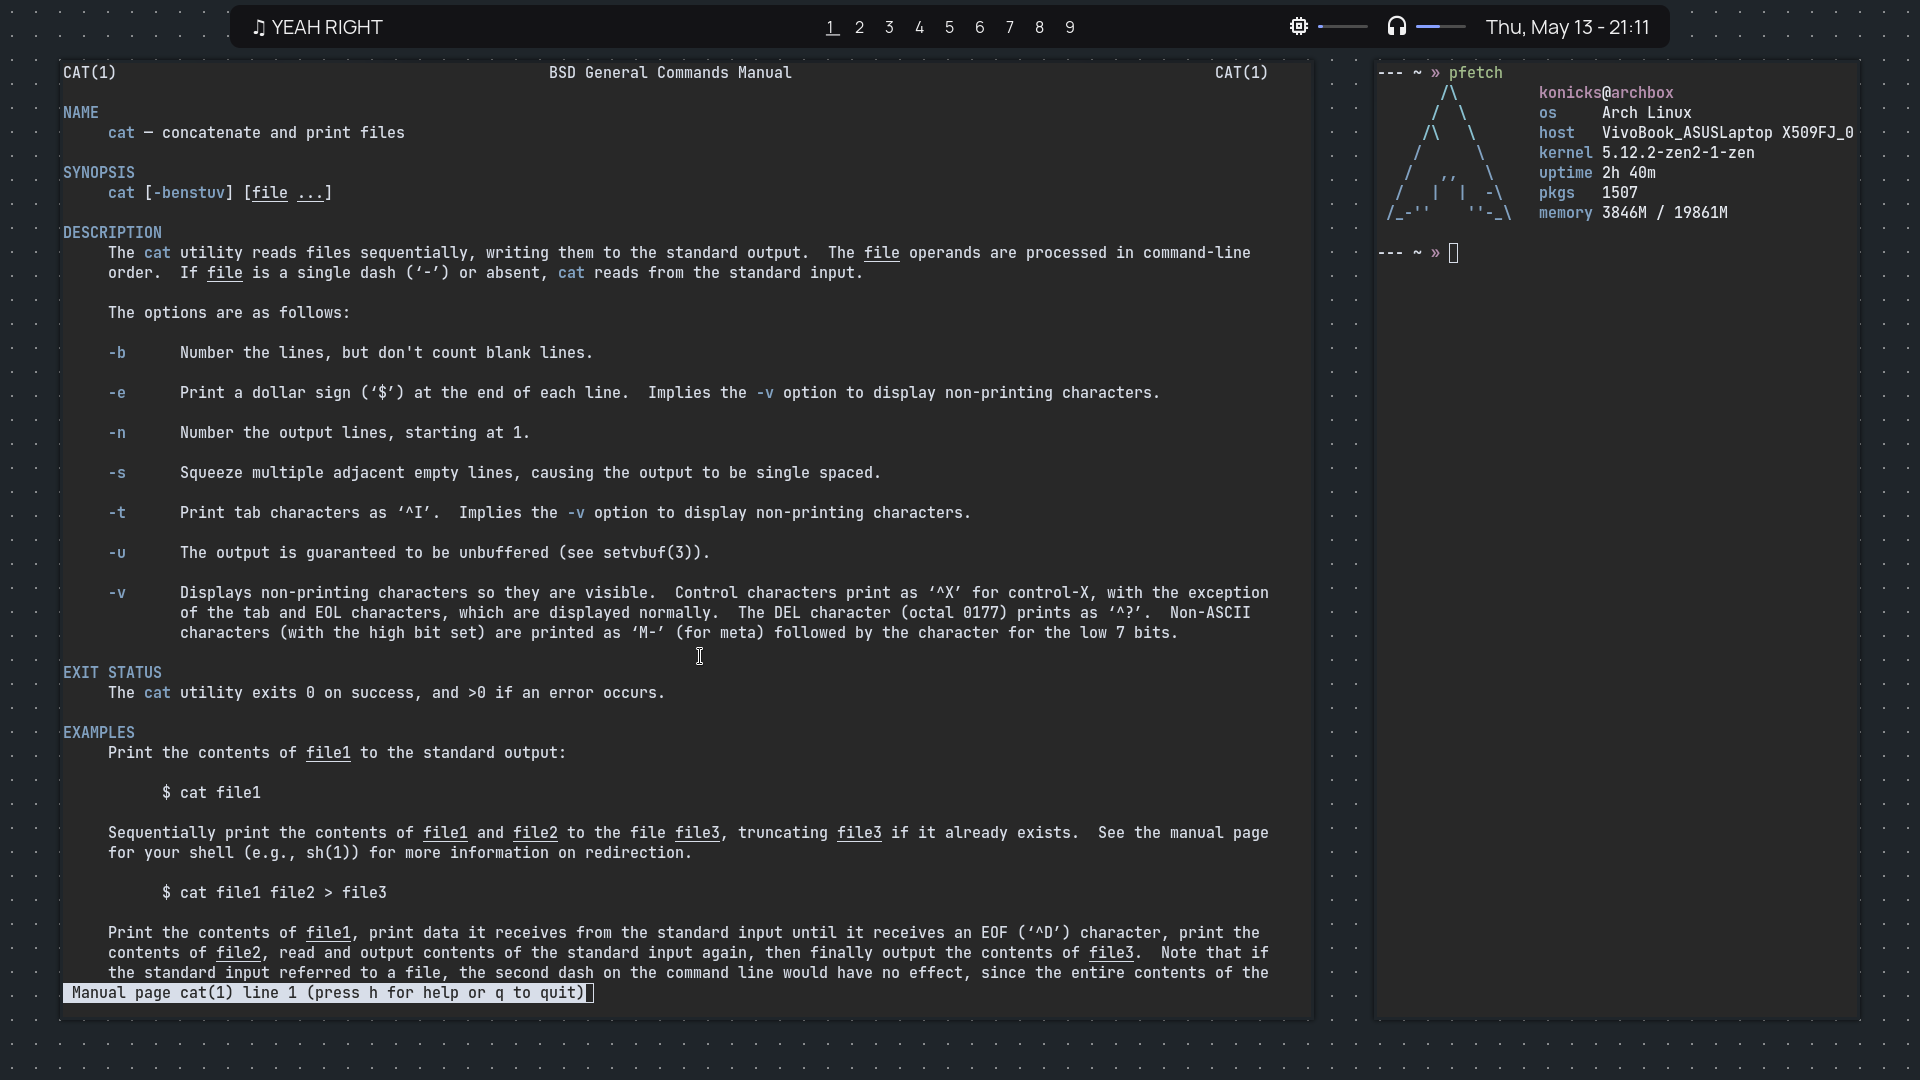 ♫ YEAH RIGHT
1 2 3 4 5 6 7 8 9
Thu, May 13 - 21:11
CAT(1) BSD General Commands Manual CAT(1)
NAME
cat — concatenate and print files
SYNOPSIS
cat [-benstuv] [file ...]
DESCRIPTION
The cat utility reads files sequentially, writing them to the standard output.  The file operands are processed in command-line
order.  If file is a single dash (‘-’) or absent, cat reads from the standard input.
The options are as follows:
-b Number the lines, but don't count blank lines.
-e Print a dollar sign (‘$’) at the end of each line.  Implies the -v option to display non-printing characters.
-n Number the output lines, starting at 1.
-s Squeeze multiple adjacent empty lines, causing the output to be single spaced.
-t Print tab characters as ‘^I’.  Implies the -v option to display non-printing characters.
-u The output is guaranteed to be unbuffered (see setvbuf(3)).
-v Displays non-printing characters so they are visible.  Control characters print as ‘^X’ for control-X, with the exception
of the tab and EOL characters, which are displayed normally.  The DEL character (octal 0177) prints as ‘^?’.  Non-ASCII
characters (with the high bit set) are printed as ‘M-’ (for meta) followed by the character for the low 7 bits.
EXIT STATUS
The cat utility exits 0 on success, and >0 if an error occurs.
EXAMPLES
Print the contents of file1 to the standard output:
$ cat file1
Sequentially print the contents of file1 and file2 to the file file3, truncating file3 if it already exists.  See the manual page
for your shell (e.g., sh(1)) for more information on redirection.
$ cat file1 file2 > file3
Print the contents of file1, print data it receives from the standard input until it receives an EOF (‘^D’) character, print the
contents of file2, read and output contents of the standard input again, then finally output the contents of file3.  Note that if
the standard input referred to a file, the second dash on the command line would have no effect, since the entire contents of the
Manual page cat(1) line 1 (press h for help or q to quit)
--- ~ » pfetch
konicks@archbox
os Arch Linux
host VivoBook_ASUSLaptop X509FJ_0
kernel 5.12.2-zen2-1-zen
uptime 2h 40m
pkgs 1507
memory 3846M / 19861M
--- ~ »